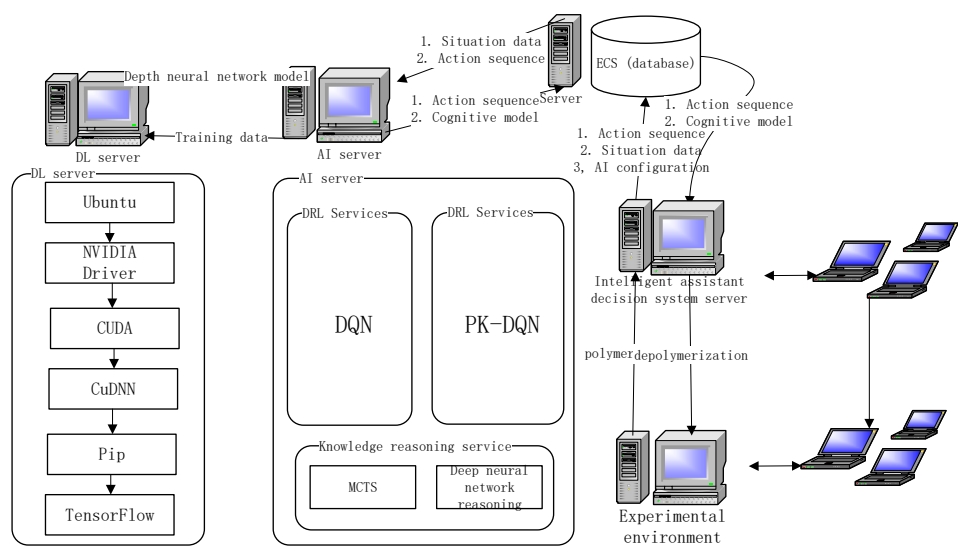 1. Situation data
2. Action sequence
ECS (database)
Depth neural network model
1. Action sequence
2. Cognitive model
Server
1. Action sequence
2. Cognitive model
Training data
1. Action sequence
2. Situation data
3, AI configuration
DL server
AI server
DL server
Ubuntu
NVIDIA
Driver
CUDA
CuDNN
Pip
TensorFlow
AI server
DRL Services
DQN
DRL Services
PK-DQN
Knowledge reasoning service
MCTS
Deep neural
network
reasoning
Intelligent assistant
decision system server
polymer
depolymerization
Experimental
environment